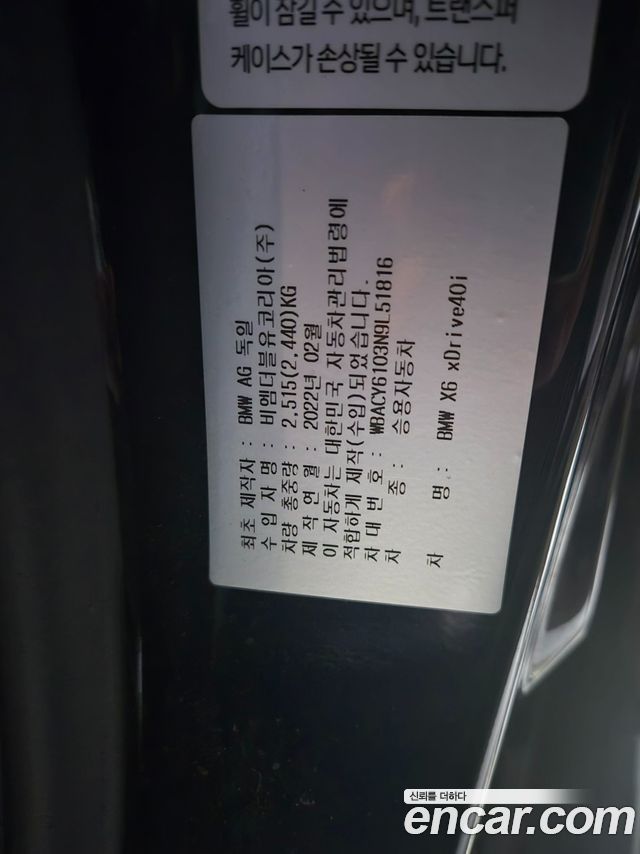 휠이 잠길 수 있으며, 트랜스퍼
케이스가 손상될 수 있습니다.
최초 제작자 : BMW AG 독일
수 입 자 명 : 비엠더블유코리아(주)
차량 총중량 : 2,515(2,440)KG
제 작 연 월 : 2022년 02월
이 자동차는 대한민국 자동차관리법령에
적합하게 제작(수입)되었습니다.
차 대 번 호 : WBACY6103N9L51816
차 종 : 승용자동차
차 명 : BMW X6 xDrive40i
신뢰를 더하다
encar.com